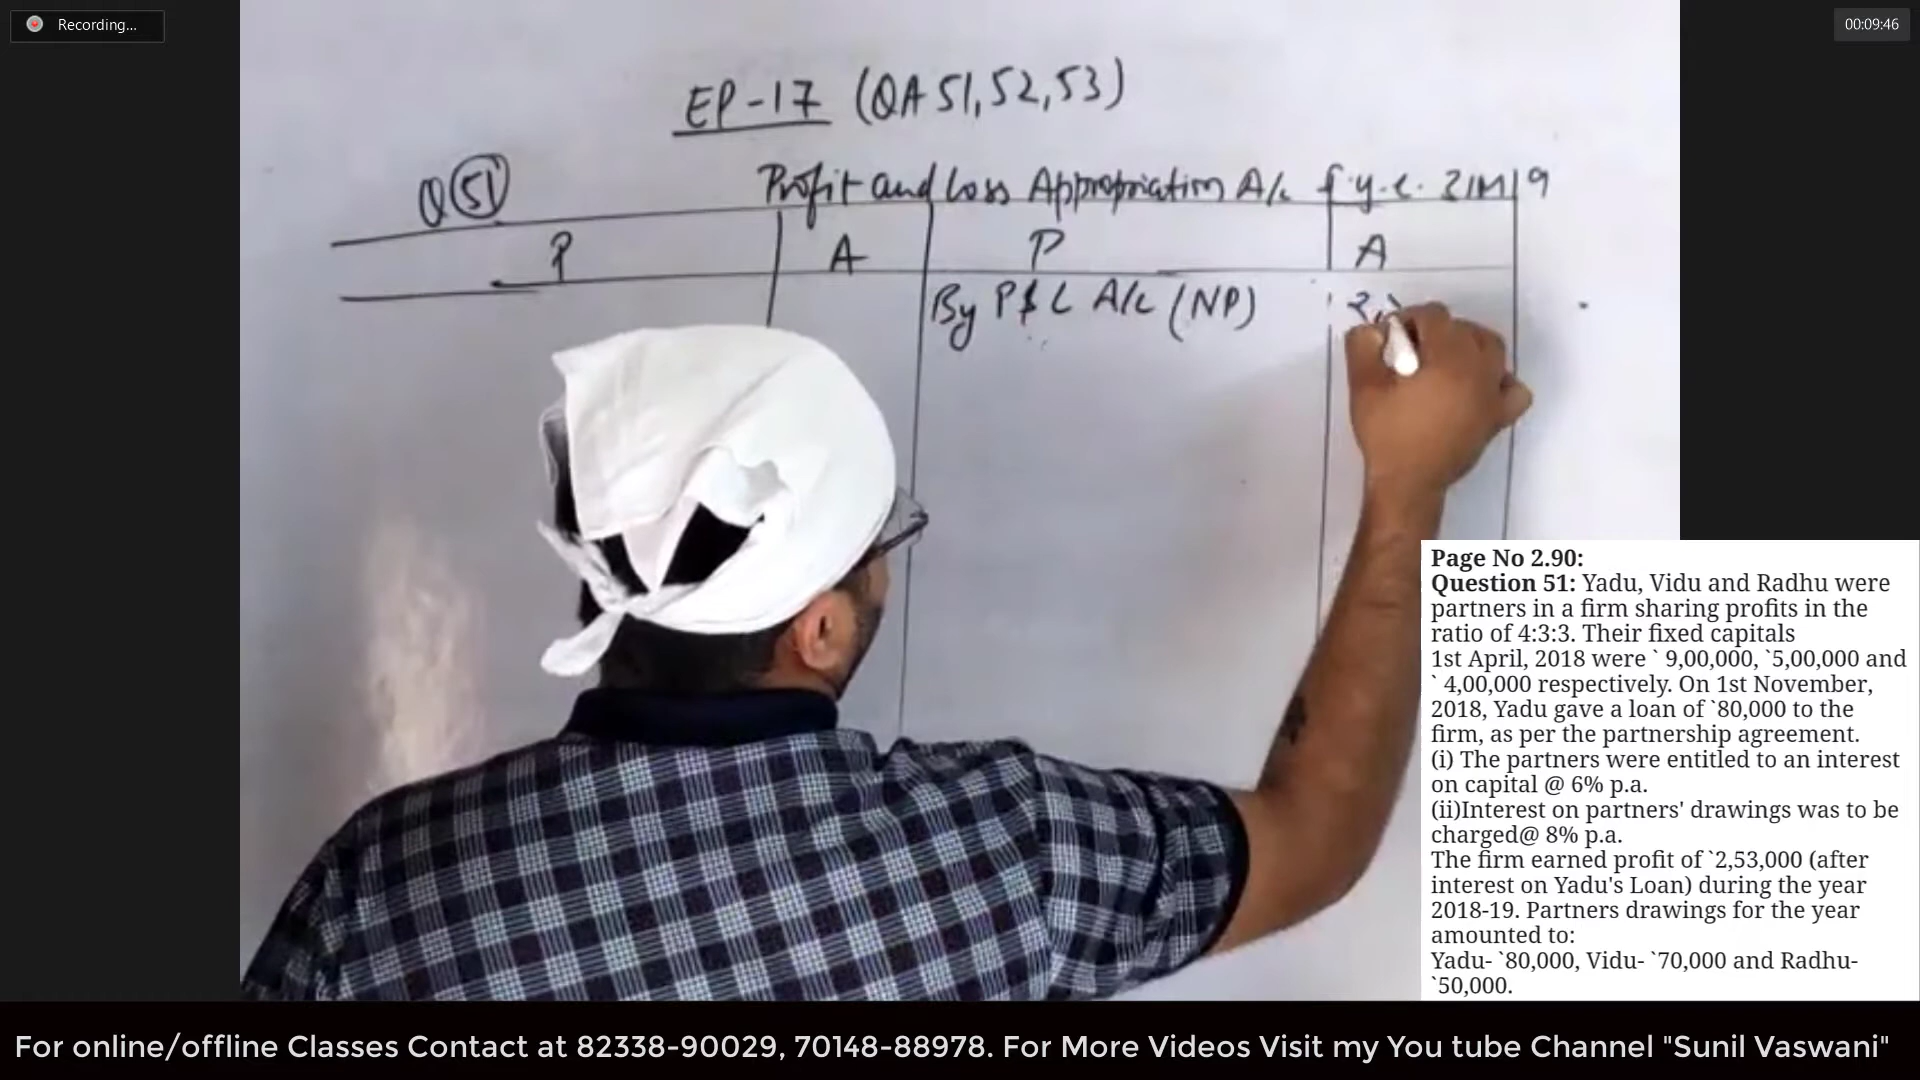 Recording...
00:09:46
EP-17 (QA 51, 52, 53)
Q 51 Profit and Loss Appropriation A/c f.y.e. 31M19
P A P A
By P & L A/c (NP) 2,
Page No 2.90:
Question 51: Yadu, Vidu and Radhu were
partners in a firm sharing profits in the
ratio of 4:3:3. Their fixed capitals
1st April, 2018 were ` 9,00,000, `5,00,000 and
` 4,00,000 respectively. On 1st November,
2018, Yadu gave a loan of `80,000 to the
firm, as per the partnership agreement.
(i) The partners were entitled to an interest
on capital @ 6% p.a.
(ii)Interest on partners' drawings was to be
charged@ 8% p.a.
The firm earned profit of `2,53,000 (after
interest on Yadu's Loan) during the year
2018-19. Partners drawings for the year
amounted to:
Yadu- `80,000, Vidu- `70,000 and Radhu-
`50,000.
For online/offline Classes Contact at 82338-90029, 70148-88978. For More Videos Visit my You tube Channel "Sunil Vaswani"